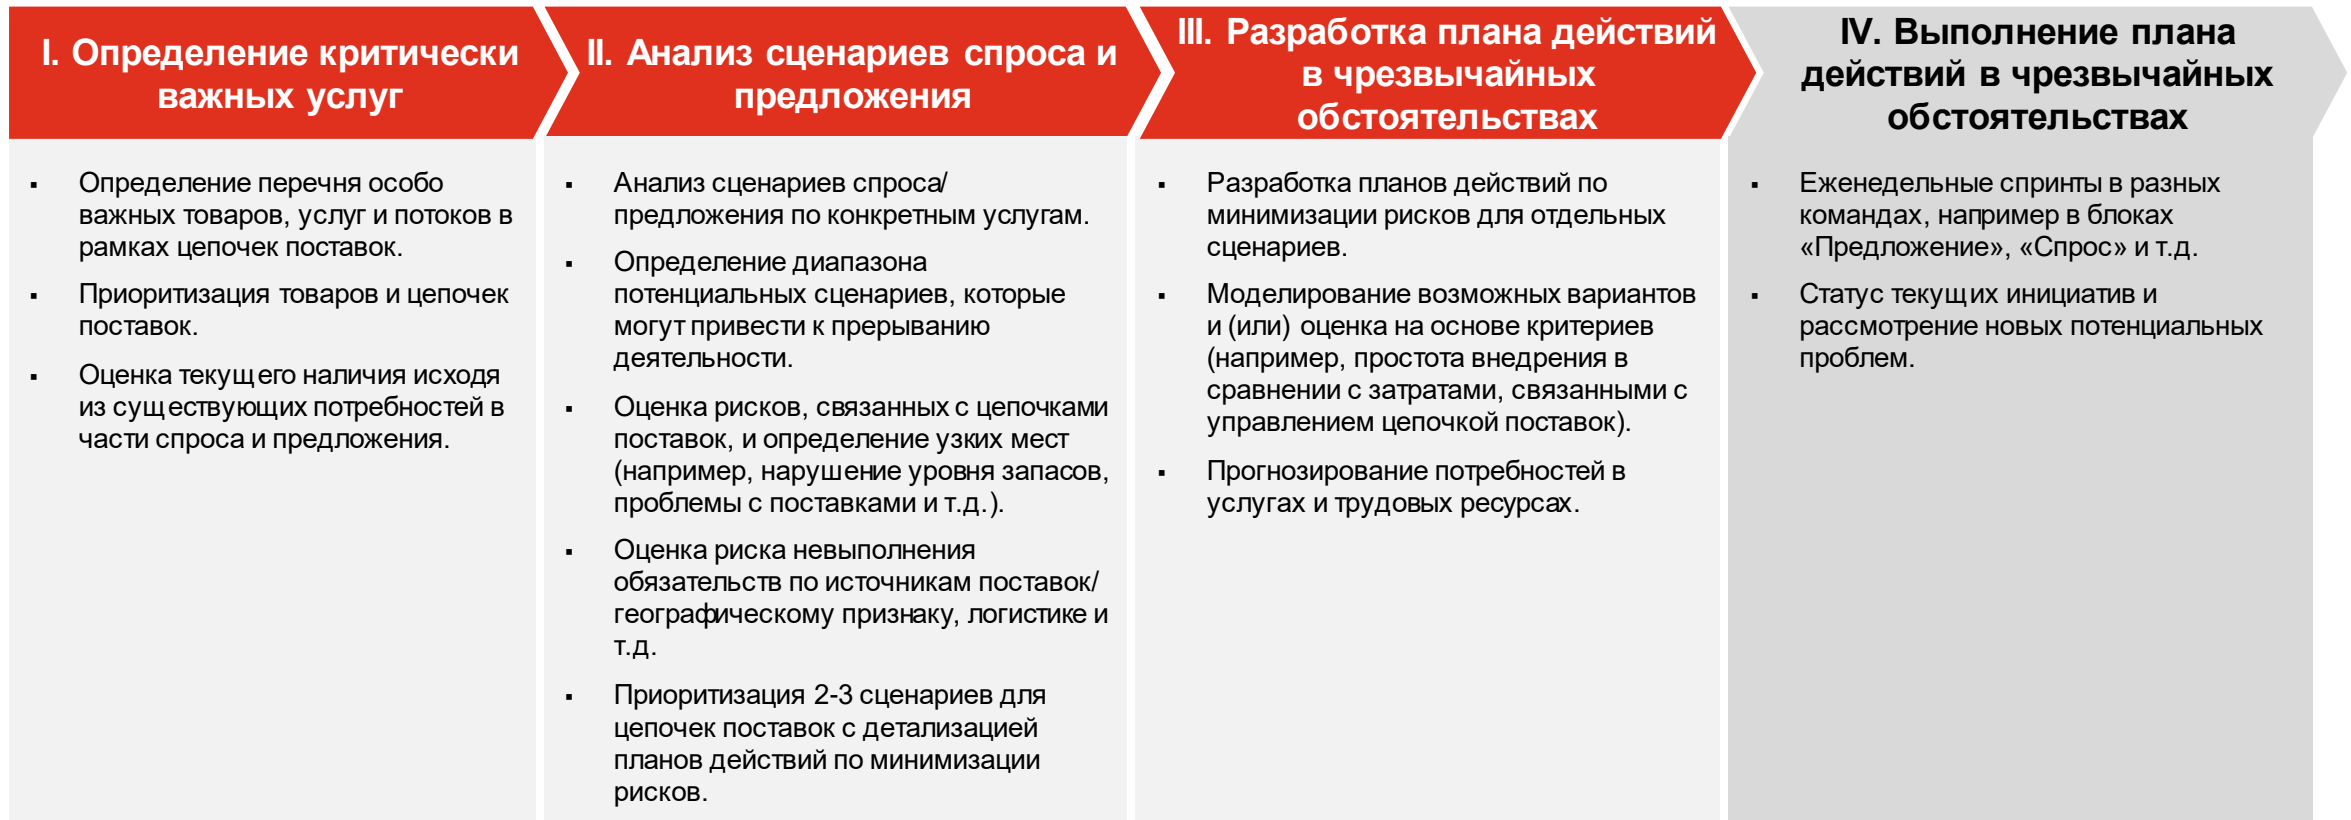 I. Определение критически
важных услуг
▪ Определение перечня особо
важных товаров, услуг и потоков в
рамках цепочек поставок.
▪ Приоритизация товаров и цепочек
поставок.
▪ Оценка текущего наличия исходя
из существующих потребностей в
части спроса и предложения.
II. Анализ сценариев спроса и
предложения
▪ Анализ сценариев спроса/
предложения по конкретным услугам.
▪ Определение диапазона
потенциальных сценариев, которые
могут привести к прерыванию
деятельности.
▪ Оценка рисков, связанных с цепочками
поставок, и определение узких мест
(например, нарушение уровня запасов,
проблемы с поставками и т.д.).
▪ Оценка риска невыполнения
обязательств по источникам поставок/
географическому признаку, логистике и
т.д.
▪ Приоритизация 2-3 сценариев для
цепочек поставок с детализацией
планов действий по минимизации
рисков.
III. Разработка плана действий
в чрезвычайных
обстоятельствах
▪ Разработка планов действий по
минимизации рисков для отдельных
сценариев.
▪ Моделирование возможных вариантов
и (или) оценка на основе критериев
(например, простота внедрения в
сравнении с затратами, связанными с
управлением цепочкой поставок).
▪ Прогнозирование потребностей в
услугах и трудовых ресурсах.
IV. Выполнение плана
действий в чрезвычайных
обстоятельствах
▪ Еженедельные спринты в разных
командах, например в блоках
«Предложение», «Спрос» и т.д.
▪ Статус текущих инициатив и
рассмотрение новых потенциальных
проблем.